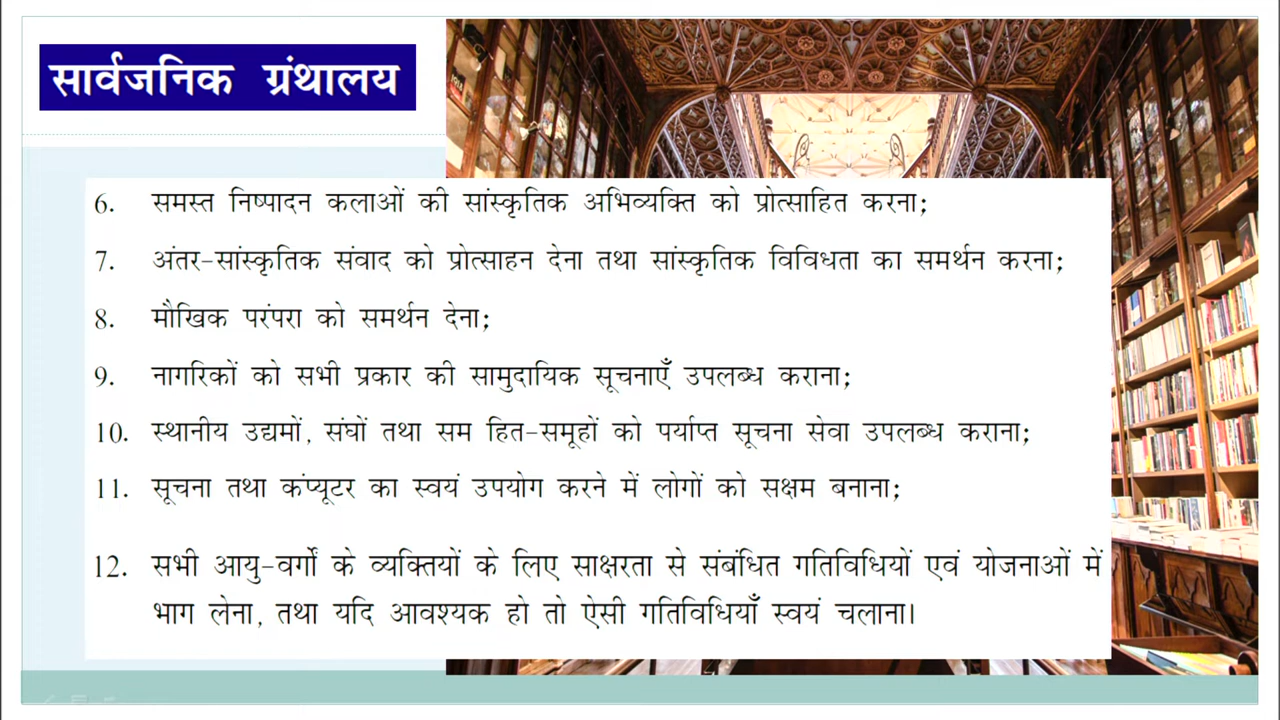 सार्वजनिक ग्रंथालय
6. समस्त निष्पादन कलाओं की सांस्कृतिक अभिव्यक्ति को प्रोत्साहित करना;
7. अंतर-सांस्कृतिक संवाद को प्रोत्साहन देना तथा सांस्कृतिक विविधता का समर्थन करना;
8. मौखिक परंपरा को समर्थन देना;
9. नागरिकों को सभी प्रकार की सामुदायिक सूचनाएँ उपलब्ध कराना;
10. स्थानीय उद्यमों, संघों तथा सम हित-समूहों को पर्याप्त सूचना सेवा उपलब्ध कराना;
11. सूचना तथा कंप्यूटर का स्वयं उपयोग करने में लोगों को सक्षम बनाना;
12. सभी आयु-वर्गों के व्यक्तियों के लिए साक्षरता से संबंधित गतिविधियों एवं योजनाओं में
भाग लेना, तथा यदि आवश्यक हो तो ऐसी गतिविधियाँ स्वयं चलाना।